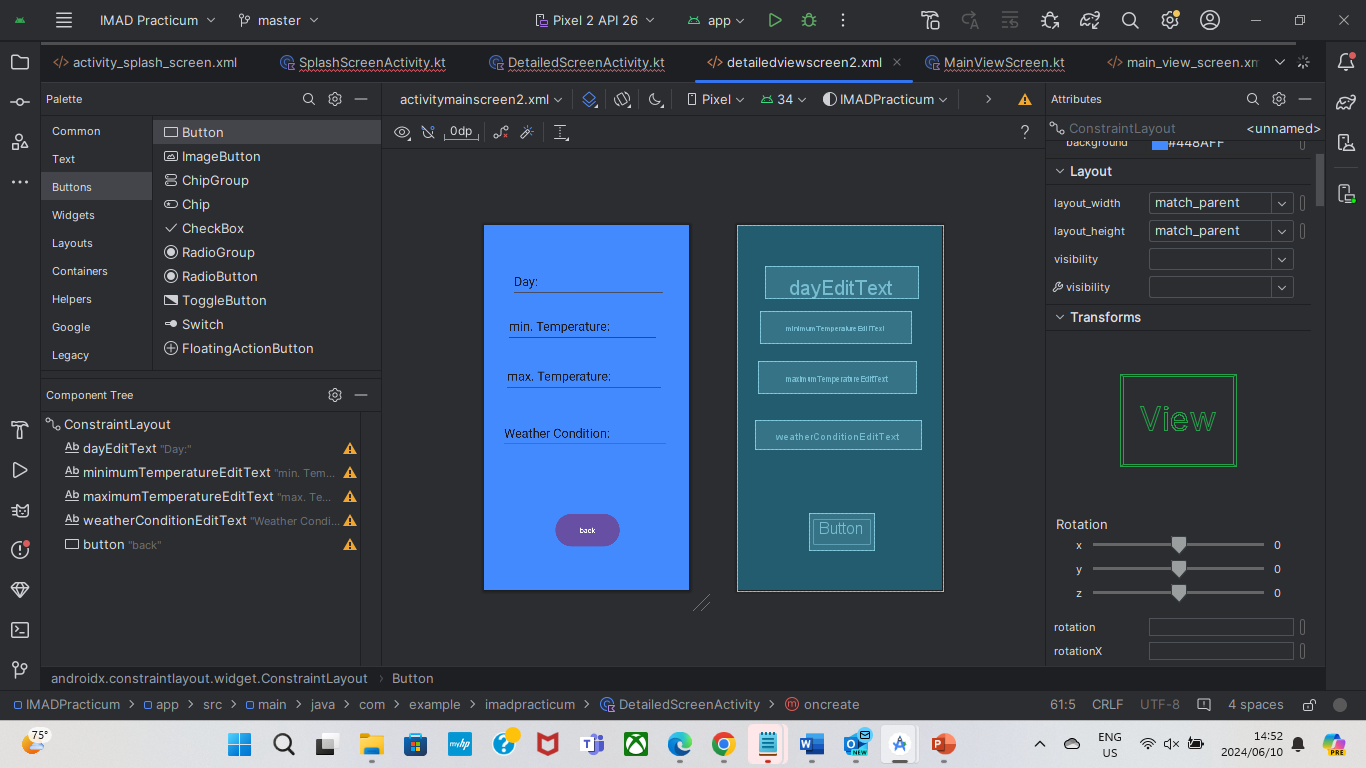 IMAD Practicum
master
Pixel 2 API 26
app
activity_splash_screen.xml
SplashScreenActivity.kt
DetailedScreenActivity.kt
detailedviewscreen2.xml
MainViewScreen.kt
main_view_screen.xm
Palette
activitymainscreen2.xml
Pixel
34
IMADPracticum
Attributes
Common
Text
Buttons
Widgets
Layouts
Containers
Helpers
Google
Legacy
Button
ImageButton
ChipGroup
Chip
CheckBox
RadioGroup
RadioButton
ToggleButton
Switch
FloatingActionButton
0dp
?
ConstraintLayout
<unnamed>
background
#448AFF
Layout
layout_width
match_parent
layout_height
match_parent
visibility
visibility
Transforms
View
Rotation
x 0
y 0
z 0
rotation
rotationX
Day:
min. Temperature:
max. Temperature:
Weather Condition:
back
dayEditText
minimumTemperatureEditText
maximumTemperatureEditText
weatherConditionEditText
Button
Component Tree
ConstraintLayout
Ab dayEditText "Day:"
Ab minimumTemperatureEditText "min. Tem...
Ab maximumTemperatureEditText "max. Te...
Ab weatherConditionEditText "Weather Condi...
button "back"
androidx.constraintlayout.widget.ConstraintLayout > Button
IMADPracticum > app > src > main > java > com > example > imadpracticum > DetailedScreenActivity > oncreate
61:5
CRLF
UTF-8
4 spaces
75°
myhp
NEW
ENG
US
14:52
2024/06/10
PRE